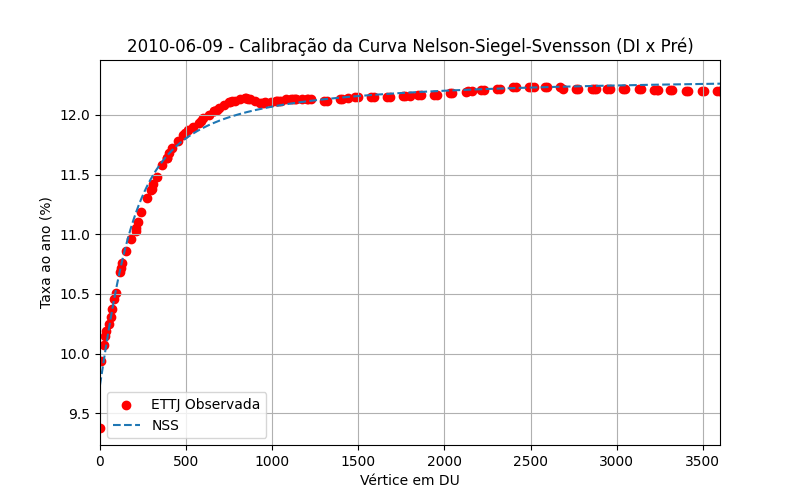 2010-06-09 - Calibração da Curva Nelson-Siegel-Svensson (DI x Pré)
Taxa ao ano (%)
12.0
11.5
11.0
10.5
10.0
9.5
ETTJ Observada
NSS
0 500 1000 1500 2000 2500 3000 3500
Vértice em DU